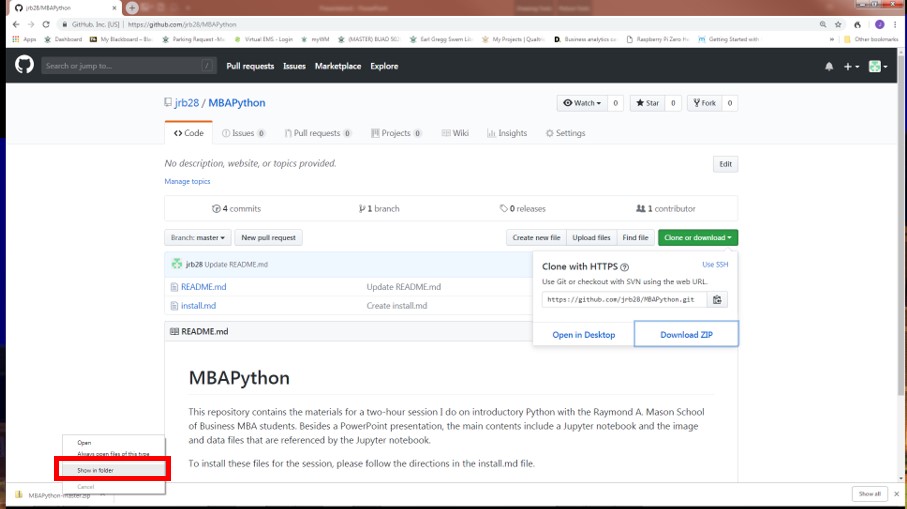 jrb28/MBAPython
GitHub, Inc. [US] | https://github.com/jrb28/MBAPython
Apps Dashboard My Blackboard – Blac Parking Request -Ma Virtual EMS - Login myWM (MASTER) BUAD SC Earl Gregg Swem Li My Projects | Qualtri Business analytics co Raspberry Pi Zero H Getting Started with Other bookmarks
Search or jump to... / Pull requests Issues Marketplace Explore
jrb28 / MBAPython Watch 0 Star 0 Fork 0
Code Issues 0 Pull requests 0 Projects 0 Wiki Insights Settings
No description, website, or topics provided. Edit
Manage topics
4 commits 1 branch 0 releases 1 contributor
Branch: master New pull request Create new file Upload files Find file Clone or download
jrb28 Update README.md
README.md Update README.md
install.md Create install.md
Clone with HTTPS Use SSH
Use Git or checkout with SVN using the web URL.
https://github.com/jrb28/MBAPython.git
Open in Desktop Download ZIP
README.md
MBAPython
This repository contains the materials for a two-hour session I do on introductory Python with the Raymond A. Mason School
of Business MBA students. Besides a PowerPoint presentation, the main contents include a Jupyter notebook and the image
and data files that are referenced by the Jupyter notebook.
To install these files for the session, please follow the directions in the install.md file.
Open
Always open files of this type
Show in folder
Cancel
MBAPython-master.zip Show all